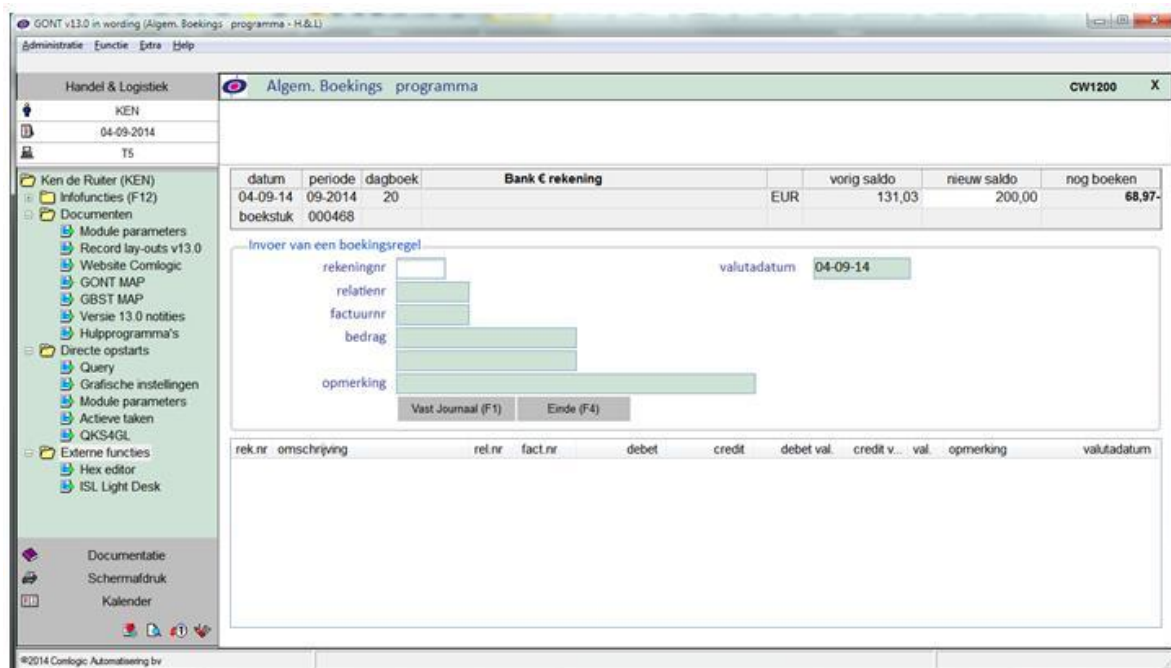 GONT v13.0 in wording (Algem. Boekings programma - H.&.L)
Administratie Functie Extra Help
Handel & Logistiek
Algem. Boekings programma
CW1200 X
KEN
04-09-2014
T5
Ken de Ruiter (KEN)
Infofuncties (F12)
Documenten
Module parameters
Record lay-outs v13.0
Website Comlogic
GONT MAP
GBST MAP
Versie 13.0 notities
Hulpprogramma's
Directe opstarts
Query
Grafische instellingen
Module parameters
Actieve taken
QKS4GL
Externe functies
Hex editor
ISL Light Desk
Documentatie
Schermafdruk
Kalender
datum periode dagboek Bank € rekening vorig saldo nieuw saldo nog boeken
04-09-14 09-2014 20 EUR 131,03 200,00 68,97-
boekstuk 000468
Invoer van een boekingsregel
rekeningnr valutadatum 04-09-14
relatienr
factuurnr
bedrag
opmerking
Vast Journaal (F1) Einde (F4)
rek.nr omschrijving rel.nr fact.nr debet credit debet val. credit v... val. opmerking valutadatum
©2014 Comlogic Automatisering bv